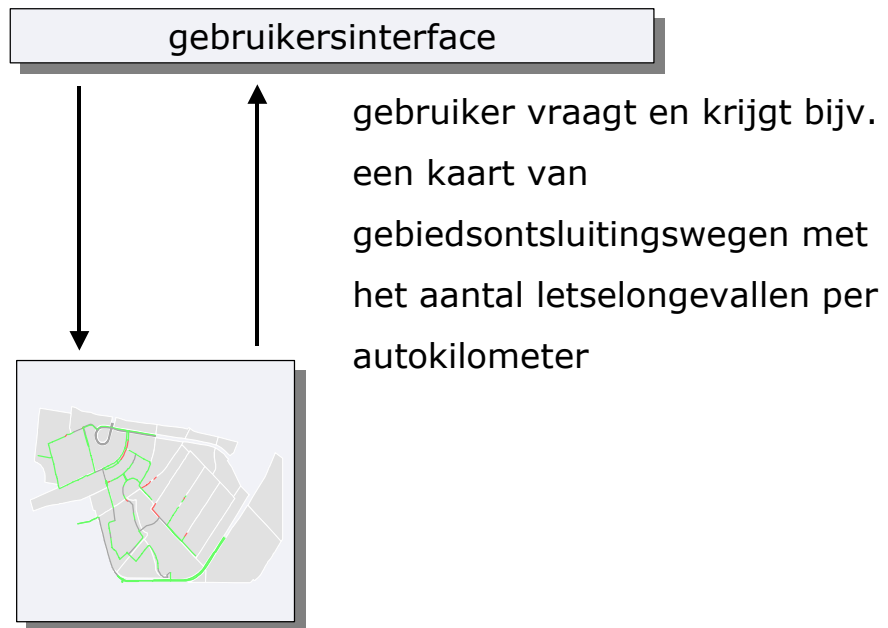 gebruikersinterface
gebruiker vraagt en krijgt bijv.
een kaart van
gebiedsontsluitingswegen met
het aantal letselongevallen per
autokilometer